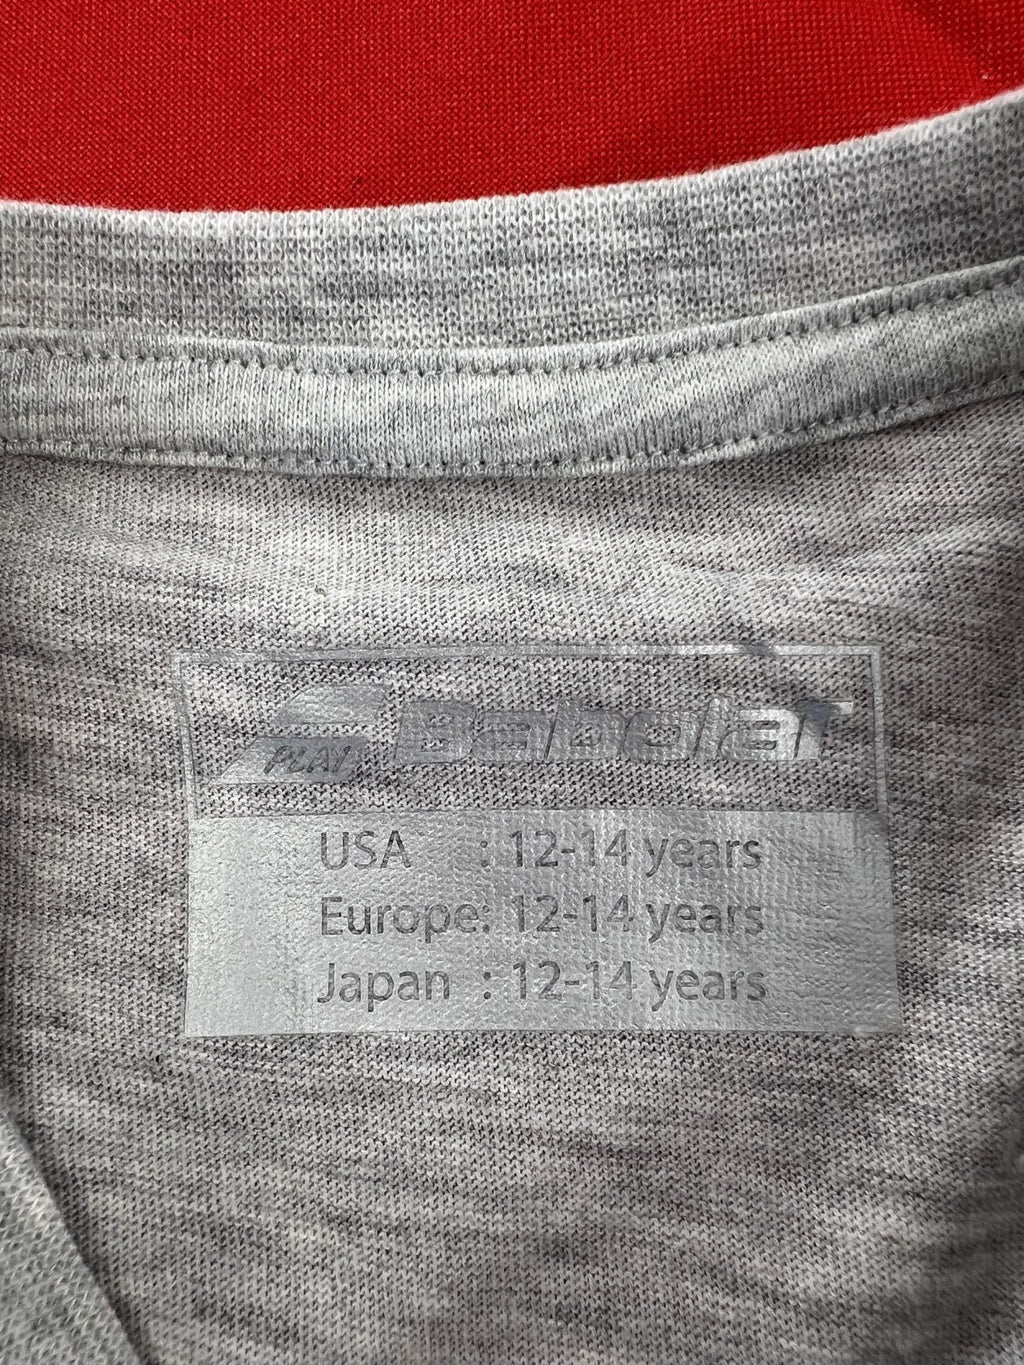 PLAY Babolat
USA : 12-14 years
Europe: 12-14 years
Japan : 12-14 years